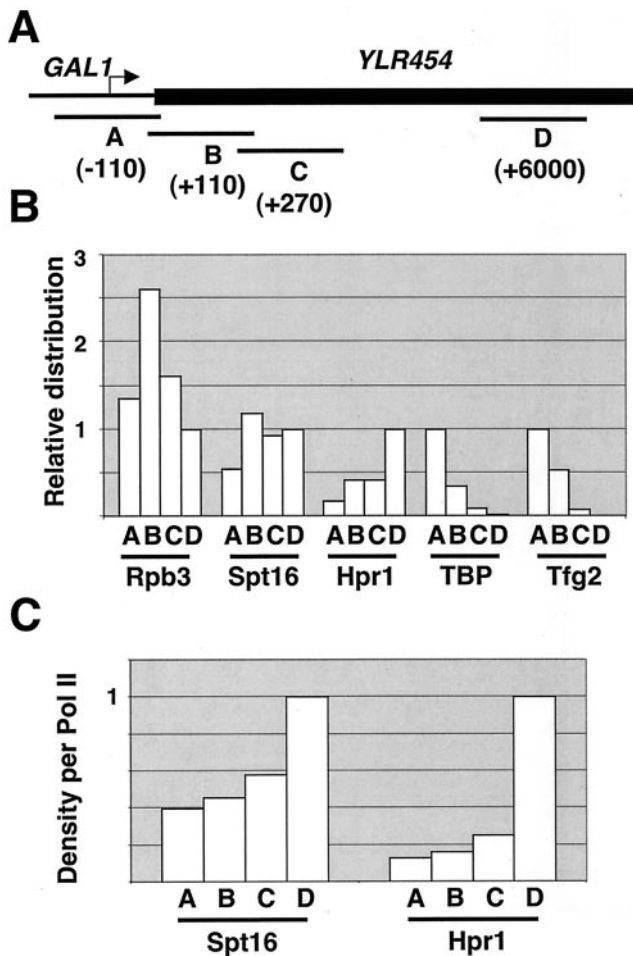 A
GAL1 YLR454
A B C D
(-110) (+110) (+270) (+6000)
B
Relative distribution
3
2
1
ABCD ABCD ABCD ABCD ABCD
Rpb3 Spt16 Hpr1 TBP Tfg2
C
Density per Pol II
1
A B C D A B C D
Spt16 Hpr1